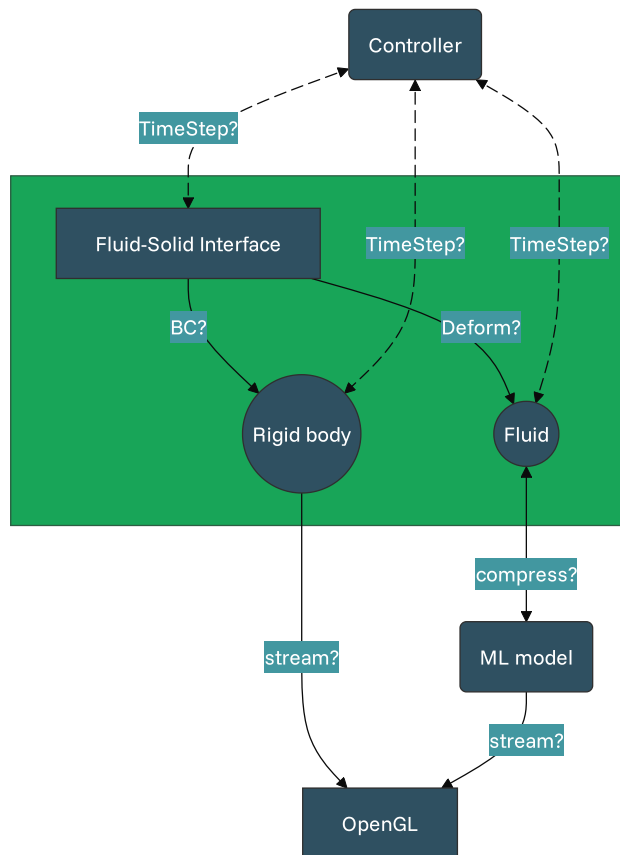 Controller
TimeStep?
Fluid-Solid Interface
TimeStep?
TimeStep?
BC?
Deform?
Rigid body
Fluid
compress?
stream?
ML model
stream?
OpenGL